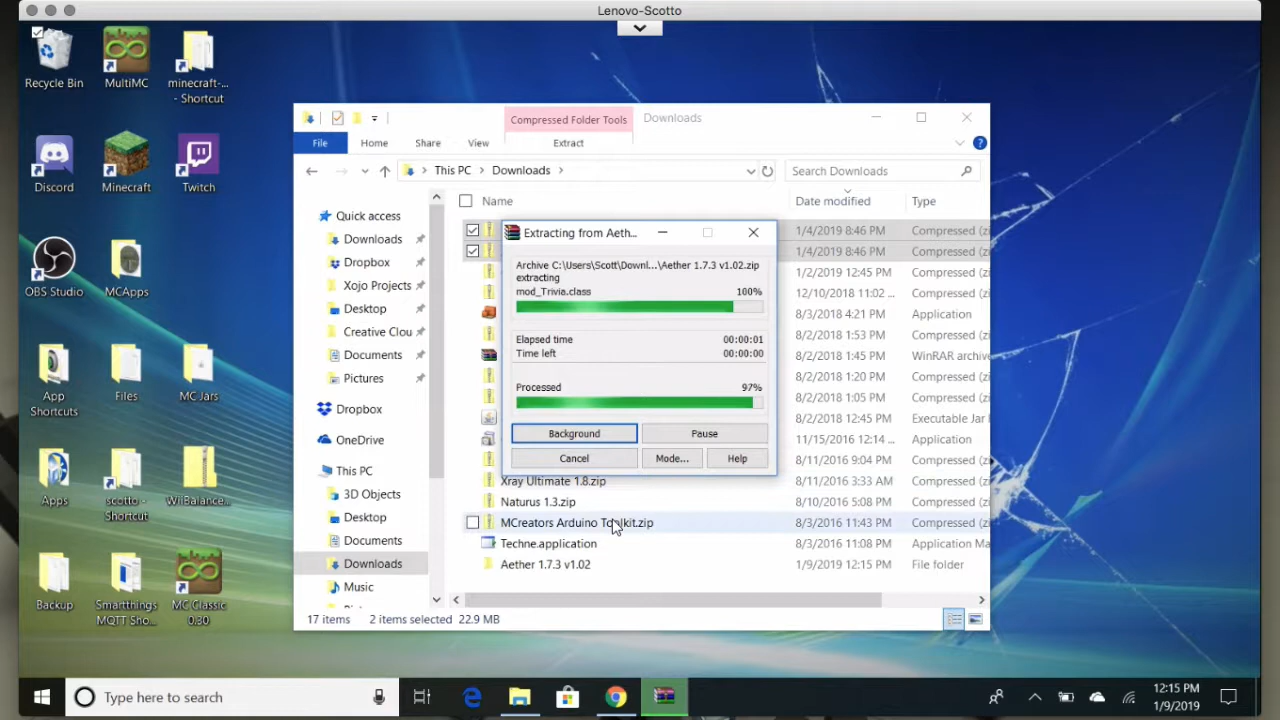 Lenovo-Scotto
Recycle Bin
MultiMC
minecraft-...
- Shortcut
Discord
Minecraft
Twitch
OBS Studio
MCApps
App
Shortcuts
Files
MC Jars
Apps
scotto -
Shortcut
WilBalance...
Backup
Smartthings
MQTT Sho...
MC Classic
0.30
Compressed Folder Tools
Downloads
File
Home
Share
View
Extract
This PC
Downloads
Search Downloads
Name
Date modified
Type
Quick access
Downloads
Dropbox
Xojo Projects
Desktop
Creative Clou
Documents
Pictures
Dropbox
OneDrive
This PC
3D Objects
Desktop
Documents
Downloads
Music
1/4/2019 8:46 PM Compressed (zi
1/4/2019 8:46 PM Compressed (zi
1/2/2019 12:45 PM Compressed (zi
12/10/2018 11:02 ... Compressed (zi
8/3/2018 4:21 PM Application
8/2/2018 1:53 PM Compressed (zi
8/2/2018 1:45 PM WinRAR archive
8/2/2018 1:20 PM Compressed (zi
8/2/2018 1:05 PM Compressed (zi
8/2/2018 12:45 PM Executable Jar
11/15/2016 12:14 ... Application
8/11/2016 9:04 PM Compressed (zi
Xray Ultimate 1.8.zip 8/11/2016 3:33 AM Compressed (zi
Naturus 1.3.zip 8/10/2016 5:08 PM Compressed (zi
MCreators Arduino Toolkit.zip 8/3/2016 11:43 PM Compressed (zi
Techne.application 8/3/2016 11:08 PM Application Ma
Aether 1.7.3 v1.02 1/9/2019 12:15 PM File folder
Extracting from Aeth...
Archive C:\Users\Scott\Downl...\Aether 1.7.3 v1.02.zip
extracting
mod_Trivia.class 100%
Elapsed time 00:00:01
Time left 00:00:00
Processed 97%
Background
Pause
Cancel
Mode...
Help
17 items 2 items selected 22.9 MB
Type here to search
12:15 PM
1/9/2019